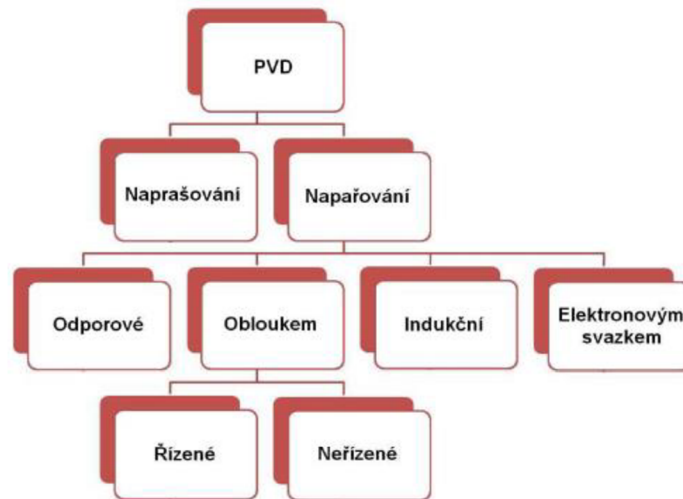 PVD
Naprašování
Napařování
Odporové
Obloukem
Indukční
Elektronovým
svazkem
Řízené
Neřízené